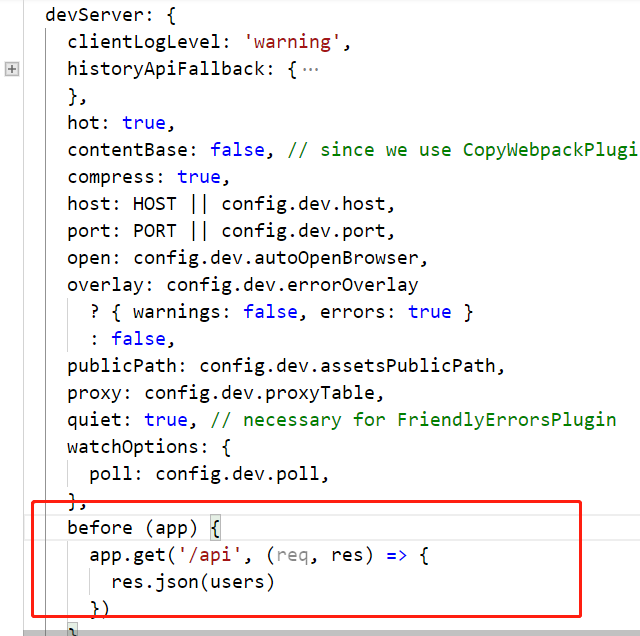 devServer: {
clientLogLevel: 'warning',
historyApiFallback: {···
},
hot: true,
contentBase: false, // since we use CopyWebpackPlugi
compress: true,
host: HOST || config.dev.host,
port: PORT || config.dev.port,
open: config.dev.autoOpenBrowser,
overlay: config.dev.errorOverlay
? { warnings: false, errors: true }
: false,
publicPath: config.dev.assetsPublicPath,
proxy: config.dev.proxyTable,
quiet: true, // necessary for FriendlyErrorsPlugin
watchOptions: {
poll: config.dev.poll,
},
before (app) {
app.get('/api', (req, res) => {
res.json(users)
})
}